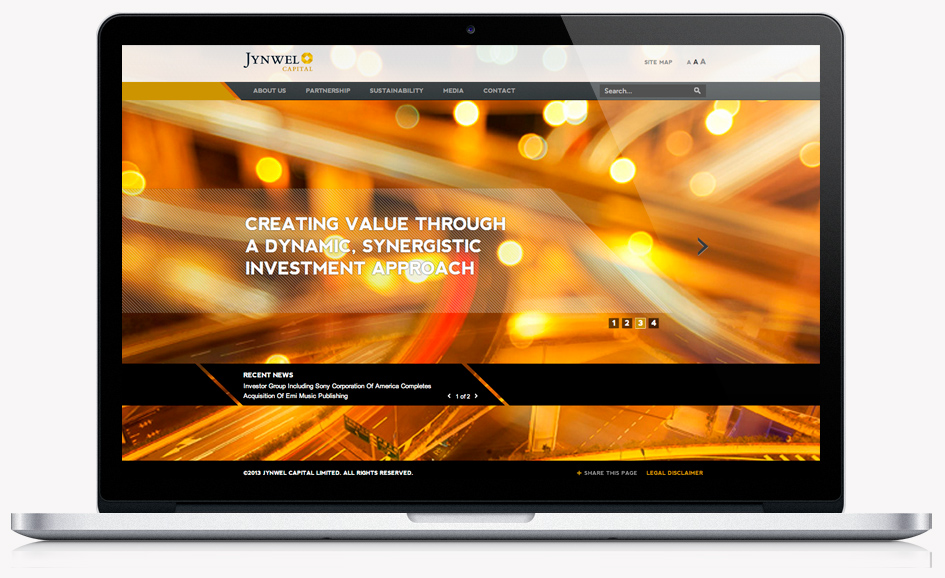 JYNWEL
CAPITAL
SITE MAP A A A
ABOUT US PARTNERSHIP SUSTAINABILITY MEDIA CONTACT Search...
CREATING VALUE THROUGH
A DYNAMIC, SYNERGISTIC
INVESTMENT APPROACH
1 2 3 4
RECENT NEWS
Investor Group Including Sony Corporation Of America Completes
Acquisition Of Emi Music Publishing
1 of 2
©2013 JYNWEL CAPITAL LIMITED. ALL RIGHTS RESERVED. + SHARE THIS PAGE LEGAL DISCLAIMER